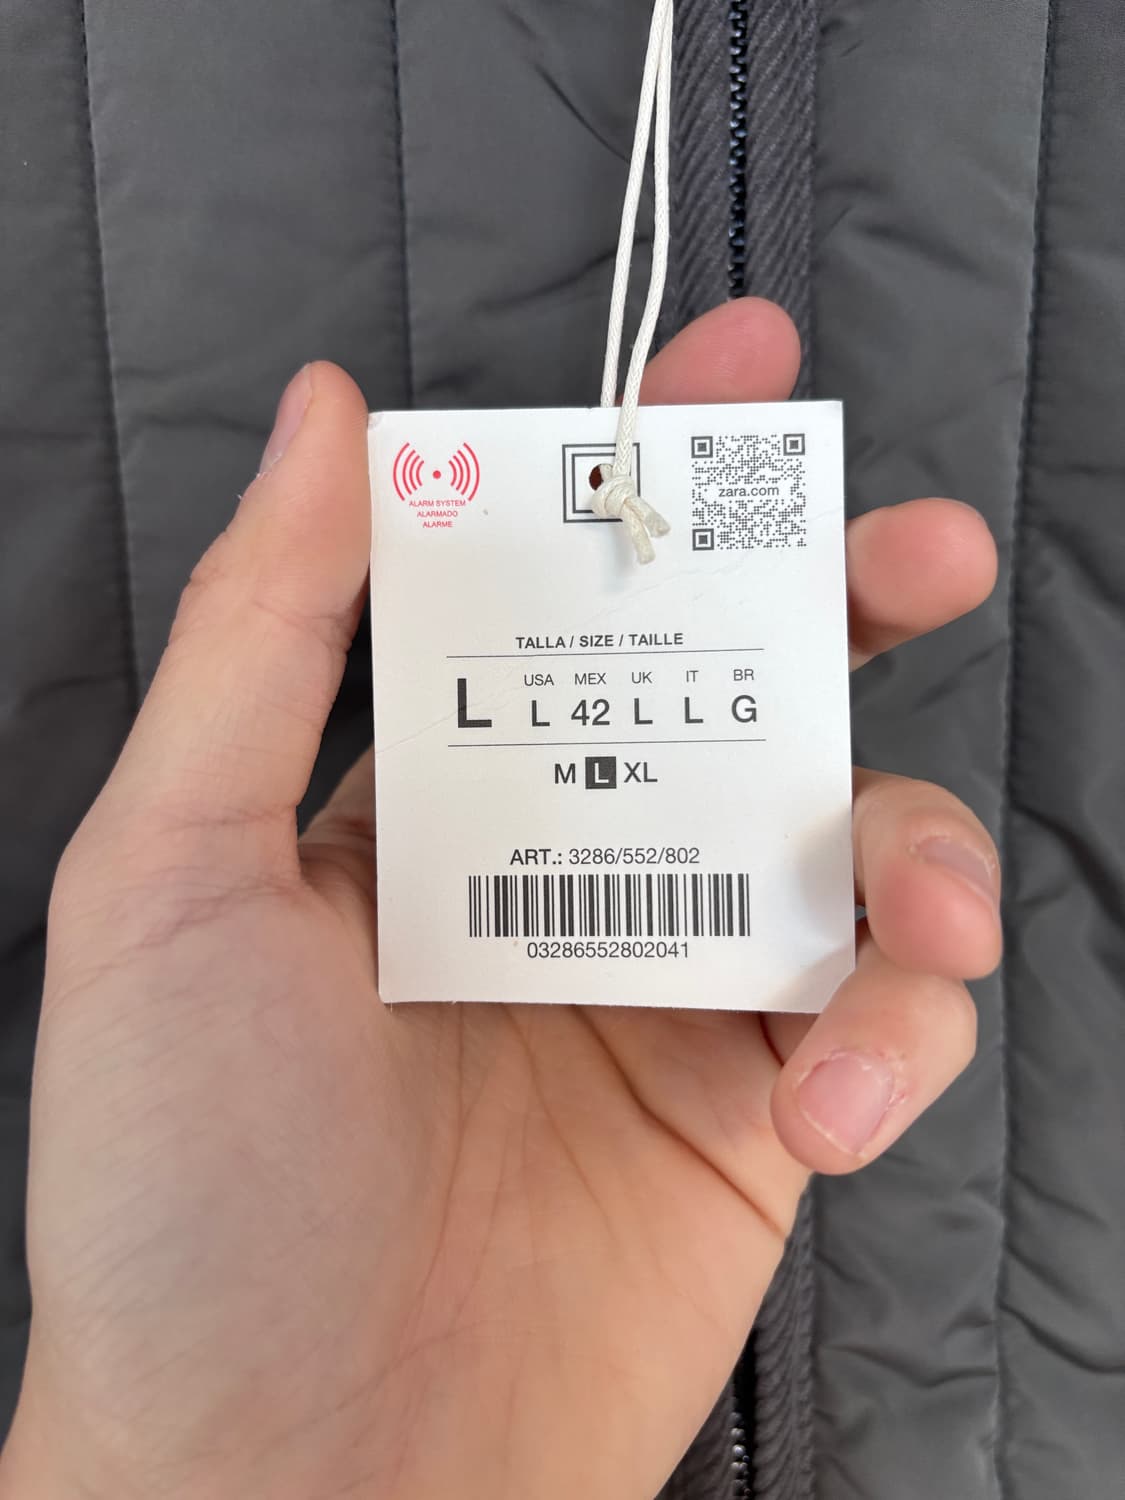 ALARM SYSTEM
ALARMADO
ALARME
zara.com
TALLA / SIZE / TAILLE
L
USA MEX UK IT BR
L 42 L L G
M L XL
ART.: 3286/552/802
03286552802041